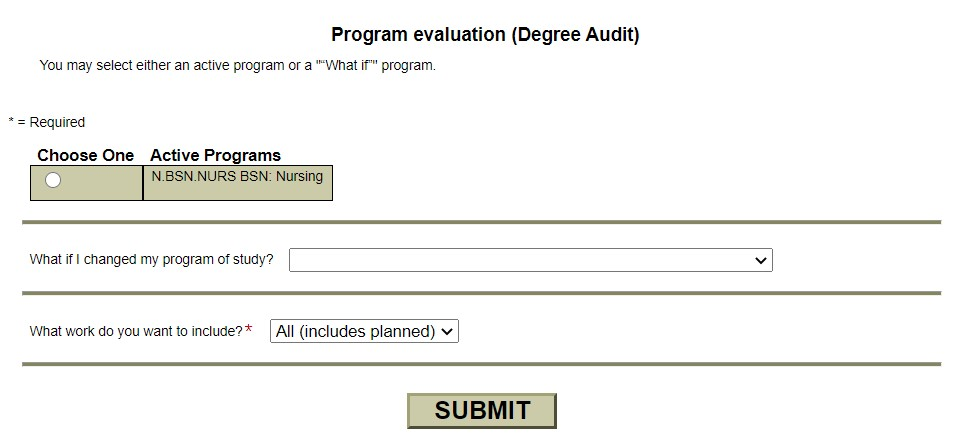 Program evaluation (Degree Audit)
You may select either an active program or a ""What if"" program.
* = Required
Choose One Active Programs
N.BSN.NURS BSN: Nursing
What if I changed my program of study?
What work do you want to include?* All (includes planned)
SUBMIT